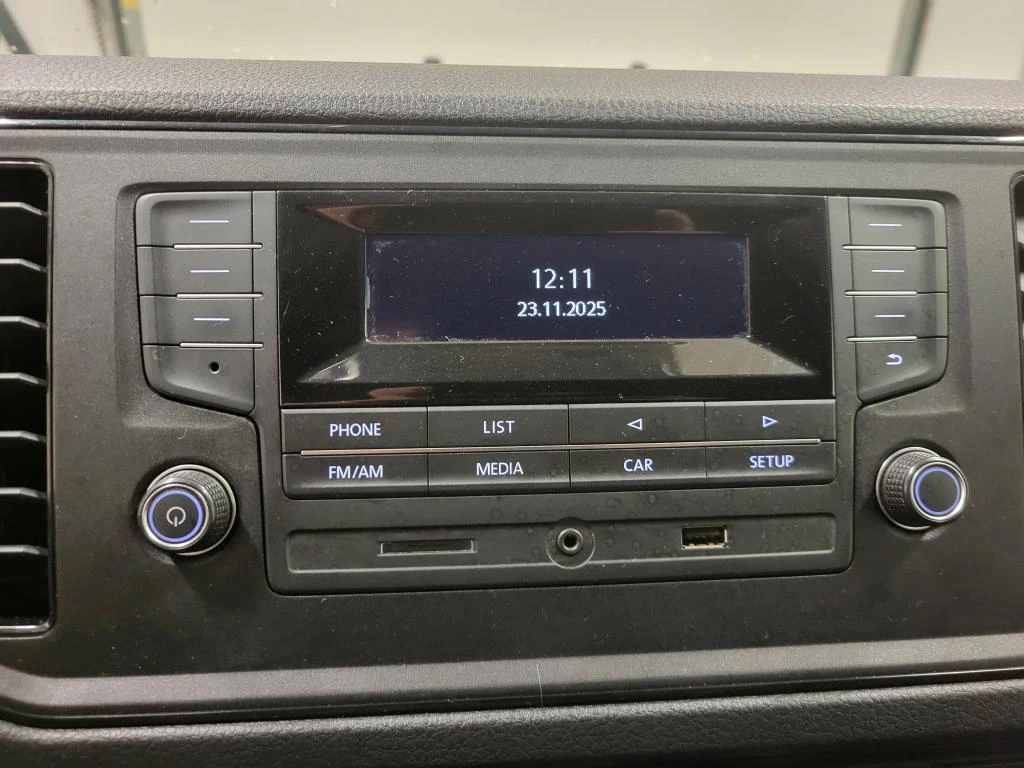 12:11
23.11.2025
PHONE LIST
FM/AM MEDIA CAR SETUP